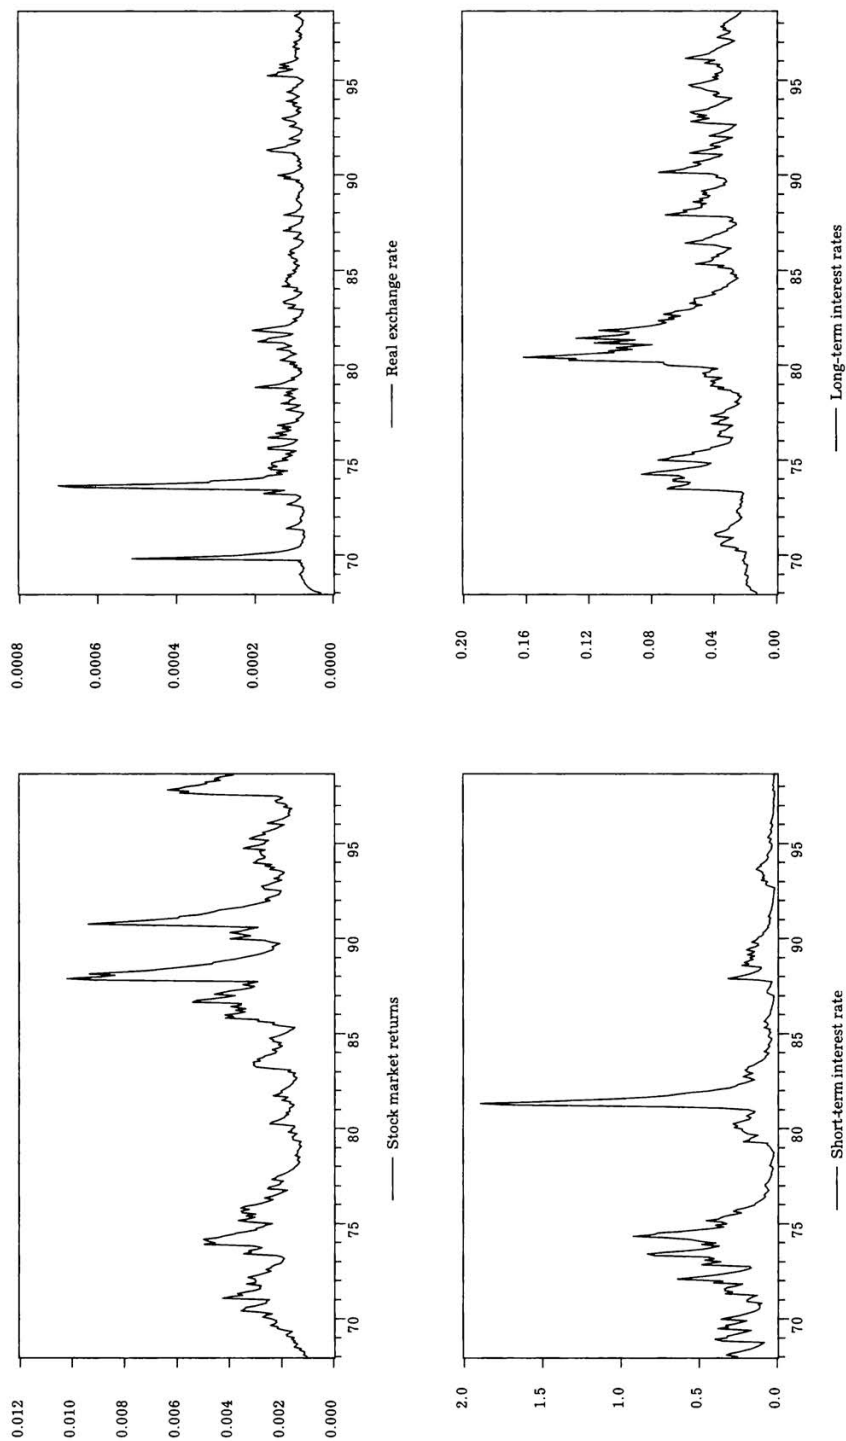 0.012
0.010
0.008
0.006
0.004
0.002
0.000
70 75 80 85 90 95
Stock market returns
0.0008
0.0006
0.0004
0.0002
0.0000
70 75 80 85 90 95
Real exchange rate
2.0
1.5
1.0
0.5
0.0
70 75 80 85 90 95
Short-term interest rate
0.20
0.16
0.12
0.08
0.04
0.00
70 75 80 85 90 95
Long-term interest rates